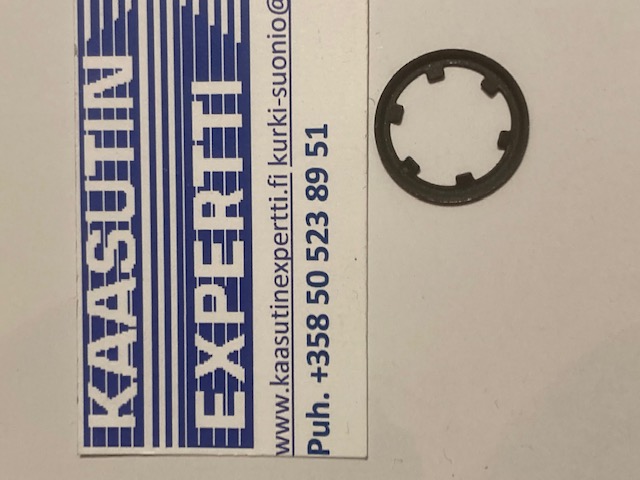 KAASUTIN
EXPERTTI
www.kaasutinexpertti.fi kurki-suonio@
Puh. +358 50 523 89 51